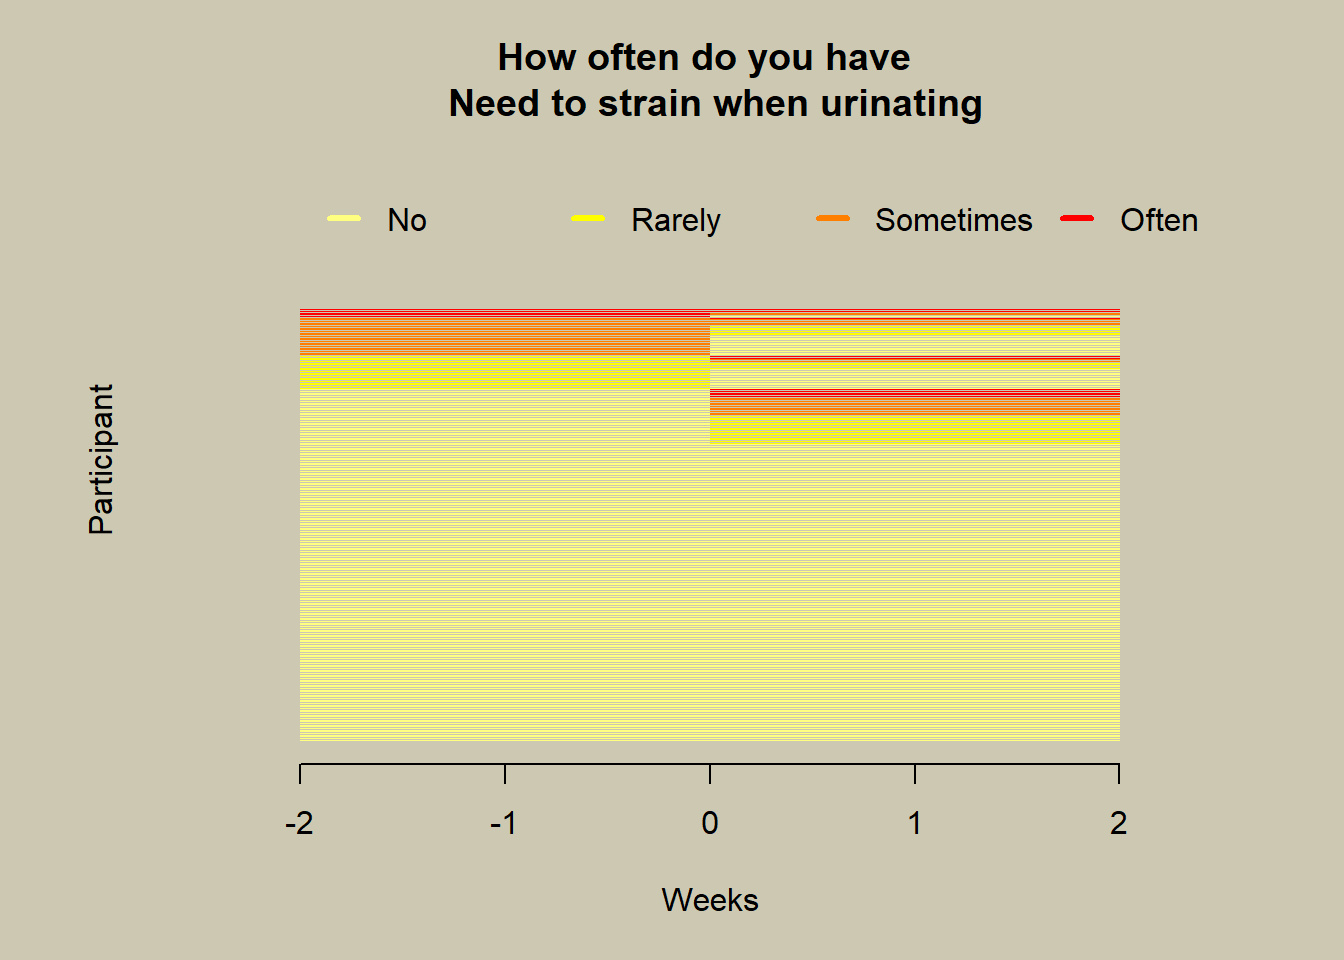 How often do you have
Need to strain when urinating
No Rarely Sometimes Often
Participant
-2 -1 0 1 2
Weeks